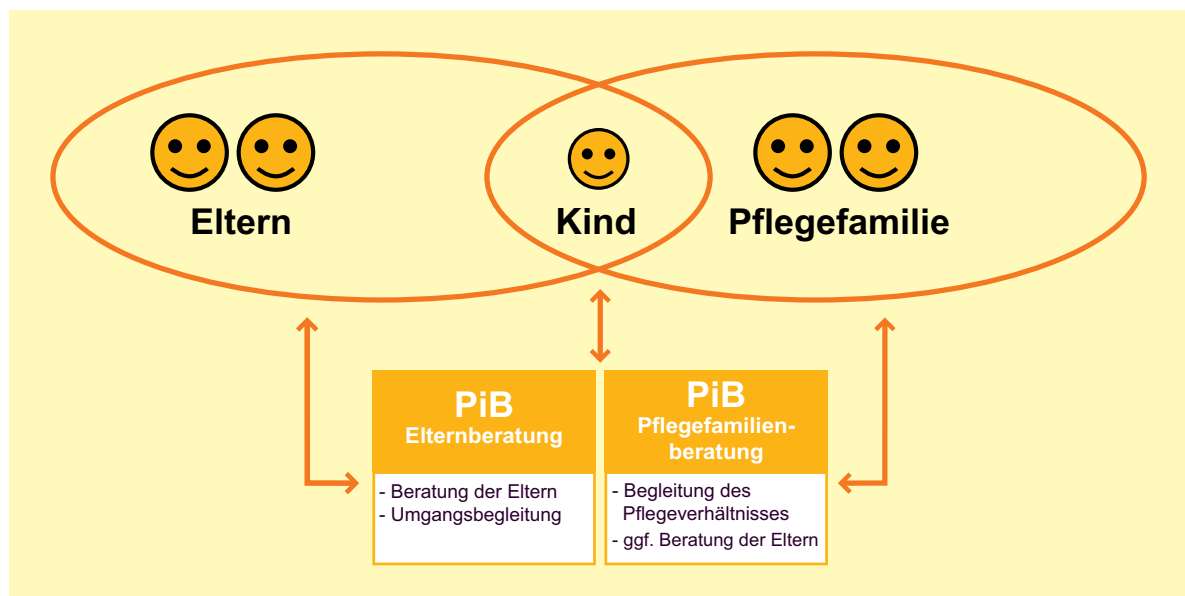 Eltern
Kind
Pflegefamilie
PiB
Elternberatung
- Beratung der Eltern
- Umgangsbegleitung
PiB
Pflegefamilien-
beratung
- Begleitung des
Pflegeverhältnisses
- ggf. Beratung der Eltern